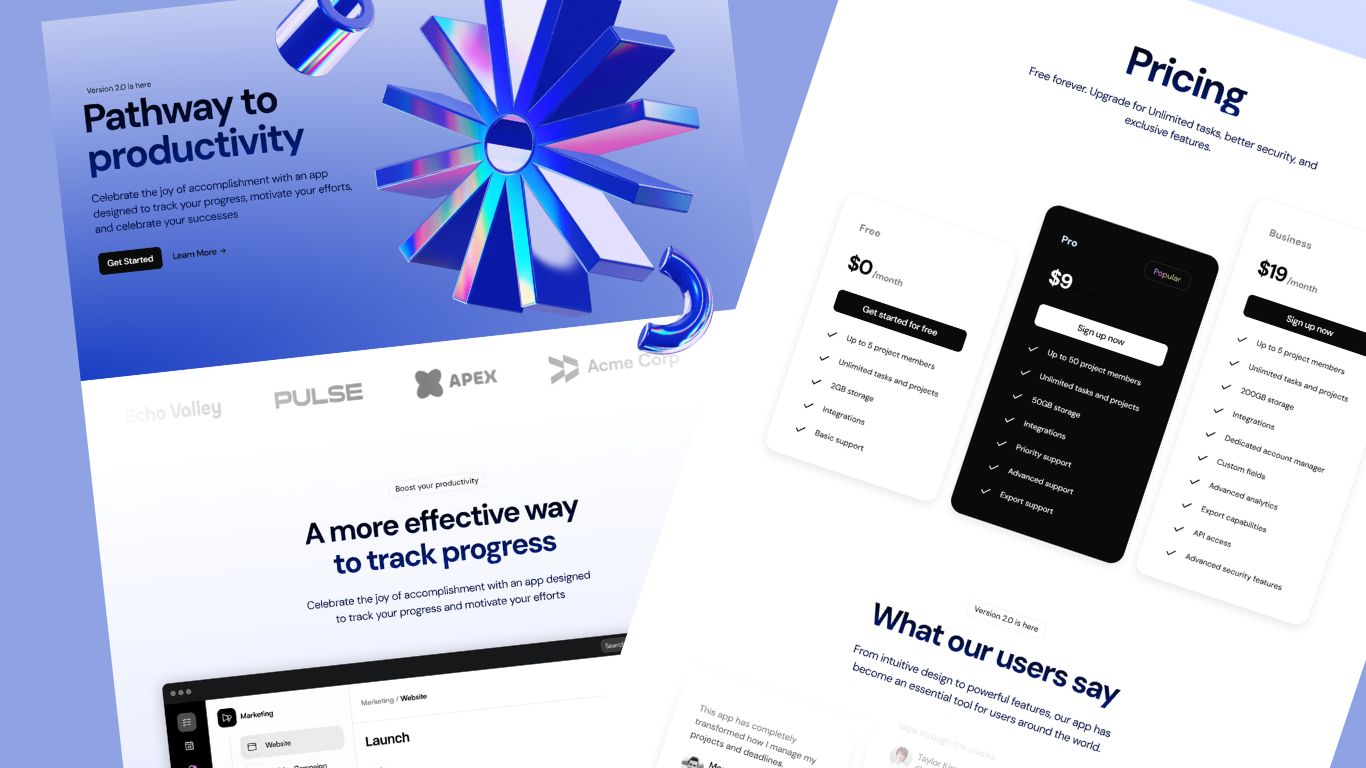 Version 2.0 is here
Pathway to
productivity
Celebrate the joy of accomplishment with an app
designed to track your progress, motivate your efforts,
and celebrate your successes
Get Started
Learn More →
Echo Valley
PULSE
APEX
Acme Corp
Boost your productivity
A more effective way
to track progress
Celebrate the joy of accomplishment with an app designed
to track your progress and motivate your efforts
Marketing
Website
Campaign
Marketing / Website
Launch
Pricing
Free forever. Upgrade for Unlimited tasks, better security, and
exclusive features.
Free
$0/month
Get started for free
Up to 5 project members
Unlimited tasks and projects
2GB storage
Integrations
Basic support
Pro
Popular
$9
Sign up now
Up to 50 project members
Unlimited tasks and projects
50GB storage
Integrations
Priority support
Advanced support
Export support
Business
$19/month
Sign up now
Up to 5 project members
Unlimited tasks and projects
200GB storage
Integrations
Dedicated account manager
Custom fields
Advanced analytics
Export capabilities
API access
Advanced security features
Version 2.0 is here
What our users say
From intuitive design to powerful features, our app has
become an essential tool for users around the world.
This app has completely
transformed how I manage my
projects and deadlines.
slips through the cracks.
Taylor